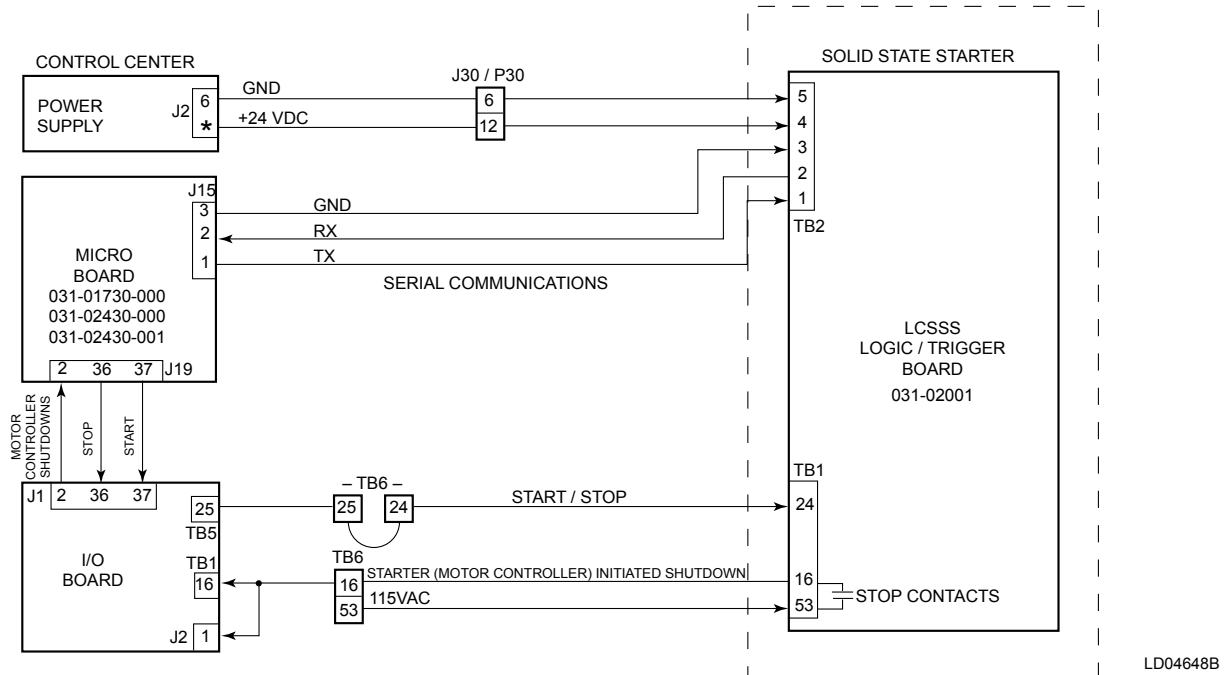 CONTROL CENTER
POWER
SUPPLY
J2
6
*
GND
+24 VDC
J30 / P30
6
12
SOLID STATE STARTER
5
4
3
2
1
TB2
J15
3
2
1
GND
RX
TX
SERIAL COMMUNICATIONS
MICRO
BOARD
031-01730-000
031-02430-000
031-02430-001
2 36 37 J19
MOTOR
CONTROLLER
SHUTDOWNS
STOP
START
LCSSS
LOGIC / TRIGGER
BOARD
031-02001
J1 2 36 37
25
TB5
– TB6 –
25 24
START / STOP
TB1
24
I/O
BOARD
TB1
16
J2 1
TB6
16
53
STARTER (MOTOR CONTROLLER) INITIATED SHUTDOWN
115VAC
16
53
STOP CONTACTS
LD04648B